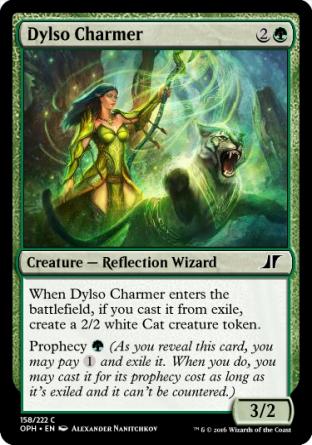 Dylso Charmer 2
Creature — Reflection Wizard
When Dylso Charmer enters the
battlefield, if you cast it from exile,
create a 2/2 white Cat creature token.
Prophecy (As you reveal this card, you
may pay 1 and exile it. When you do, you
may cast it for its prophecy cost as long as
it's exiled and it can't be countered.)
3/2
158/222 C
OPH • EN ALEXANDER NANITCHKOV
™ & © 2016 Wizards of the Coast